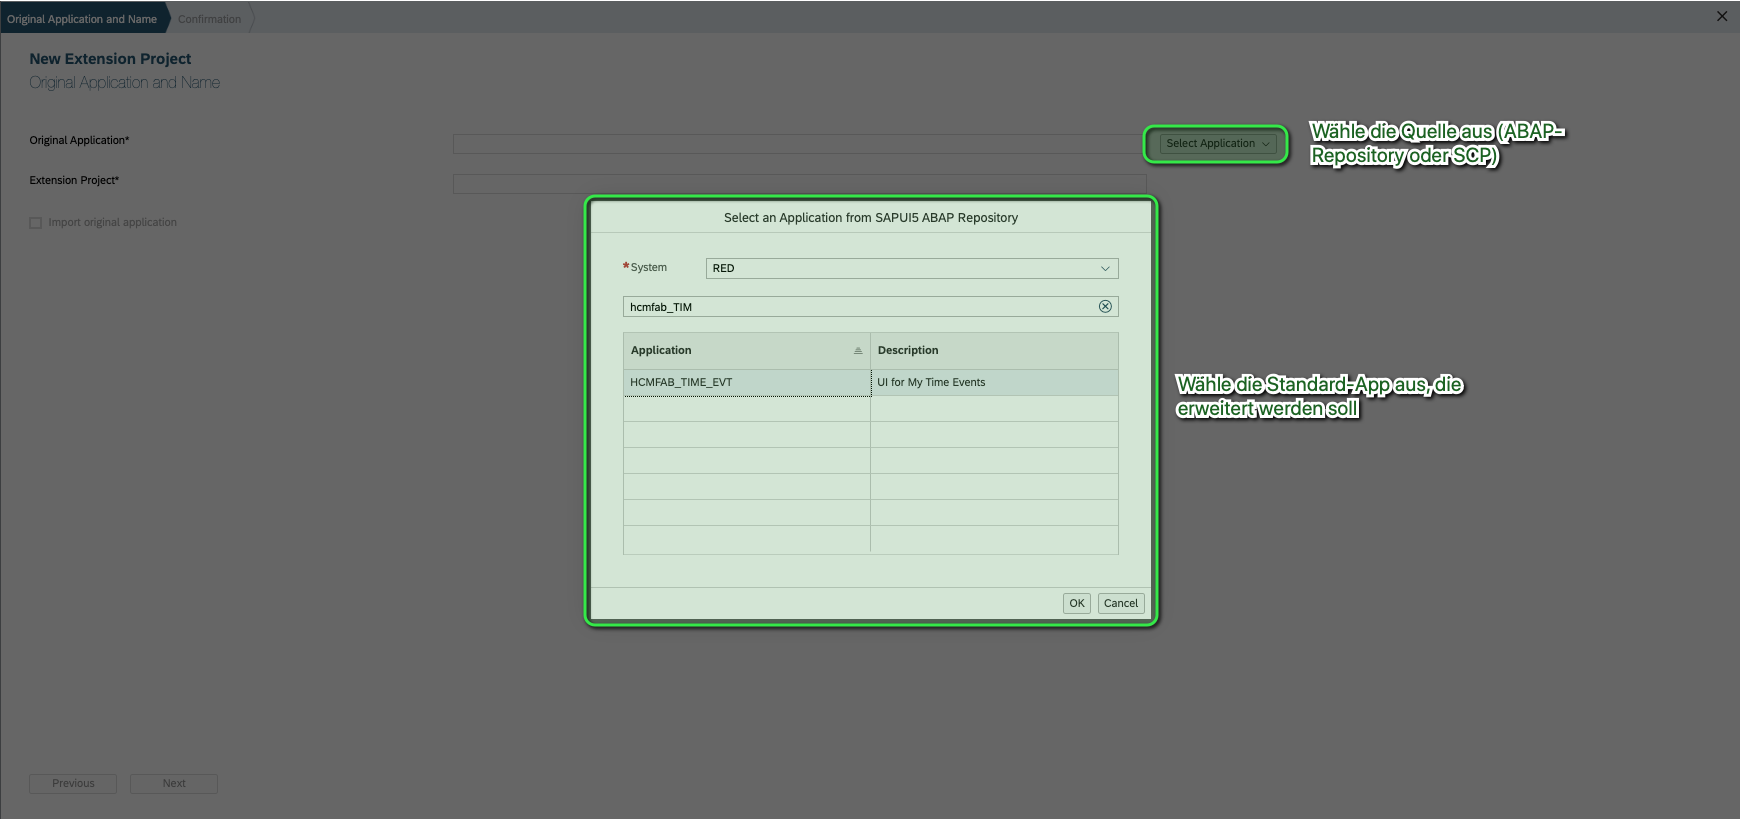 Original Application and Name
Confirmation
New Extension Project
Original Application and Name
Original Application*
Select Application
Wähle die Quelle aus (ABAP-
Repository oder SCP)
Extension Project*
Import original application
Select an Application from SAPUI5 ABAP Repository
*System
RED
hcmfab_TIM
Application
Description
HCMFAB_TIME_EVT
UI for My Time Events
Wähle die Standard-App aus, die
erweitert werden soll
OK
Cancel
Previous
Next